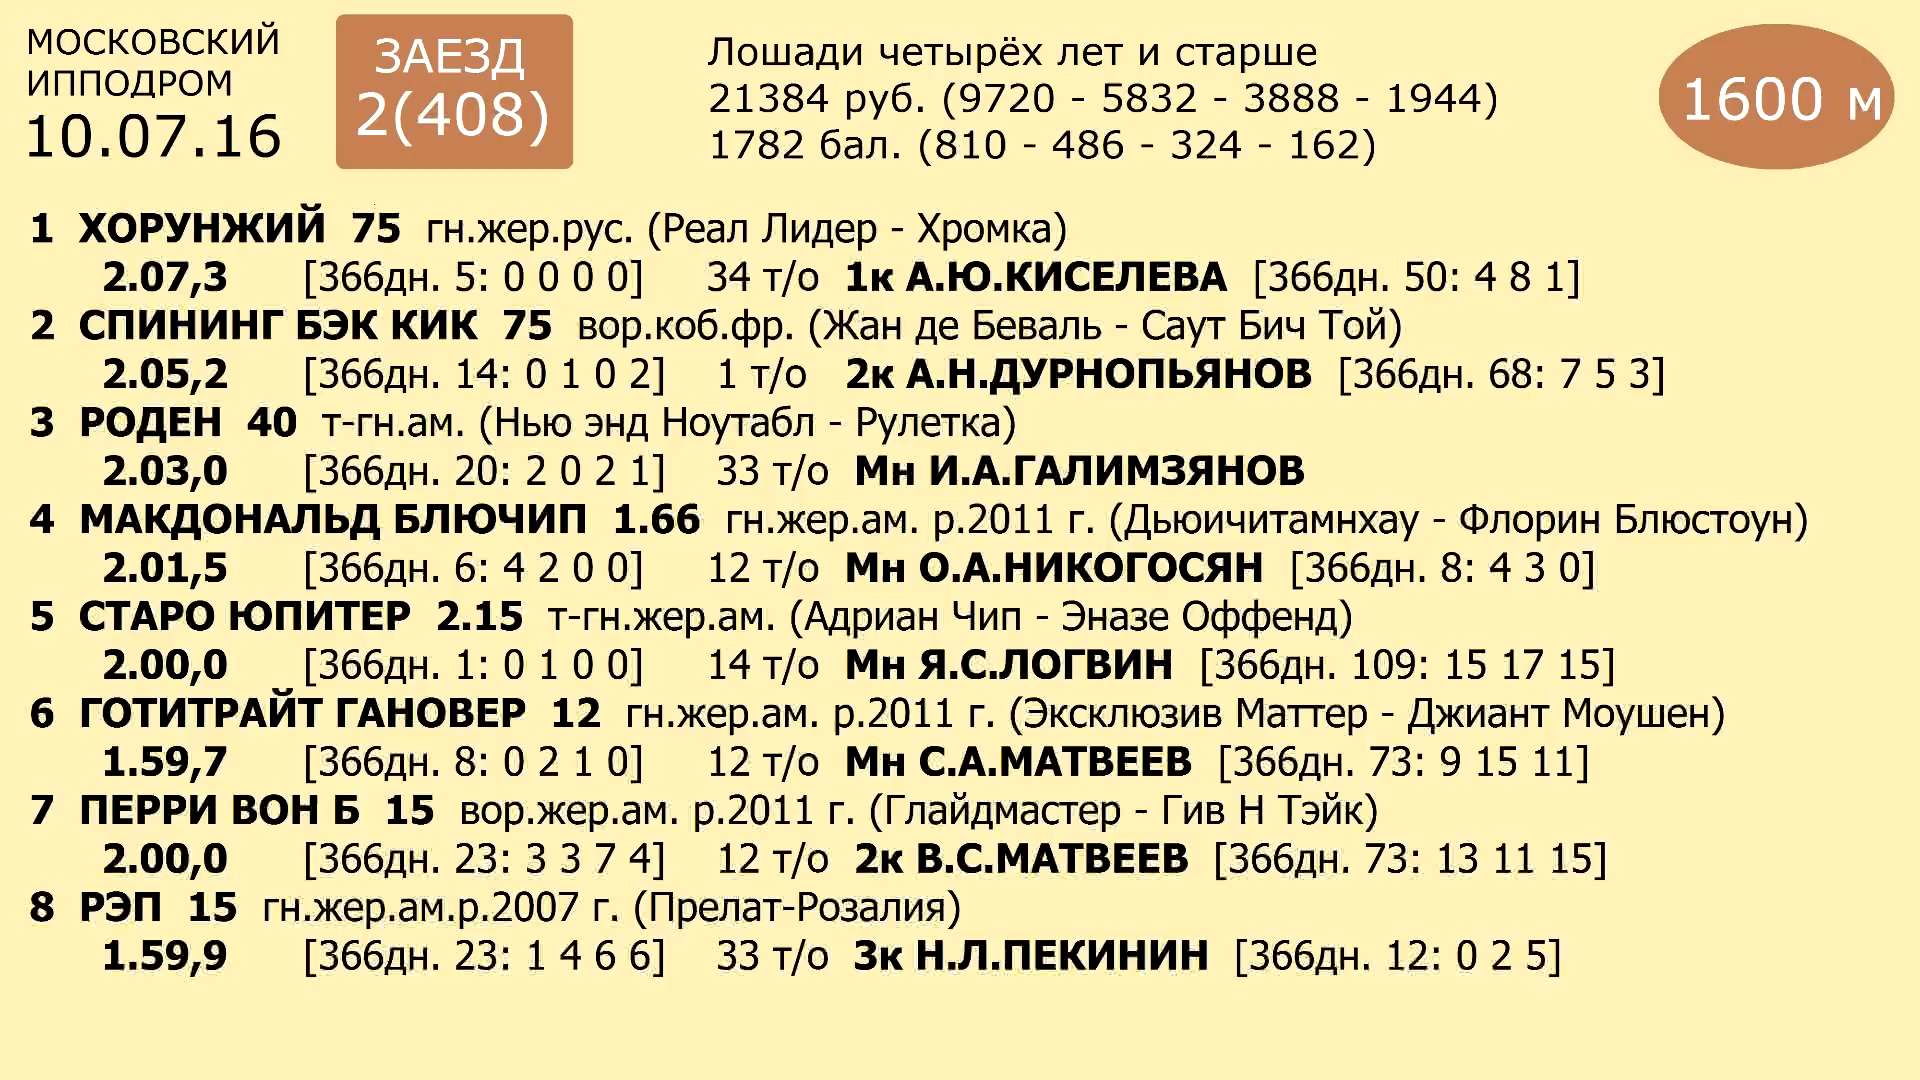 МОСКОВСКИЙ
ИППОДРОМ
10.07.16
ЗАЕЗД
2(408)
Лошади четырёх лет и старше
21384 руб. (9720 - 5832 - 3888 - 1944)
1782 бал. (810 - 486 - 324 - 162)
1600 м
1 ХОРУНЖИЙ 75 гн.жер.рус. (Реал Лидер - Хромка)
2.07,3 [366дн. 5: 0 0 0 0] 34 т/о 1к А.Ю.КИСЕЛЕВА [366дн. 50: 4 8 1]
2 СПИНИНГ БЭК КИК 75 вор.коб.фр. (Жан де Беваль - Саут Бич Той)
2.05,2 [366дн. 14: 0 1 0 2] 1 т/о 2к А.Н.ДУРНОПЬЯНОВ [366дн. 68: 7 5 3]
3 РОДЕН 40 т-гн.ам. (Нью энд Ноутабл - Рулетка)
2.03,0 [366дн. 20: 2 0 2 1] 33 т/о Мн И.А.ГАЛИМЗЯНОВ
4 МАКДОНАЛЬД БЛЮЧИП 1.66 гн.жер.ам. р.2011 г. (Дьюичитамнхау - Флорин Блюстоун)
2.01,5 [366дн. 6: 4 2 0 0] 12 т/о Мн О.А.НИКОГОСЯН [366дн. 8: 4 3 0]
5 СТАРО ЮПИТЕР 2.15 т-гн.жер.ам. (Адриан Чип - Эназе Оффенд)
2.00,0 [366дн. 1: 0 1 0 0] 14 т/о Мн Я.С.ЛОГВИН [366дн. 109: 15 17 15]
6 ГОТИТРАЙТ ГАНОВЕР 12 гн.жер.ам. р.2011 г. (Эксклюзив Маттер - Джиант Моушен)
1.59,7 [366дн. 8: 0 2 1 0] 12 т/о Мн С.А.МАТВЕЕВ [366дн. 73: 9 15 11]
7 ПЕРРИ ВОН Б 15 вор.жер.ам. р.2011 г. (Глайдмастер - Гив Н Тэйк)
2.00,0 [366дн. 23: 3 3 7 4] 12 т/о 2к В.С.МАТВЕЕВ [366дн. 73: 13 11 15]
8 РЭП 15 гн.жер.ам.р.2007 г. (Прелат-Розалия)
1.59,9 [366дн. 23: 1 4 6 6] 33 т/о 3к Н.Л.ПЕКИНИН [366дн. 12: 0 2 5]